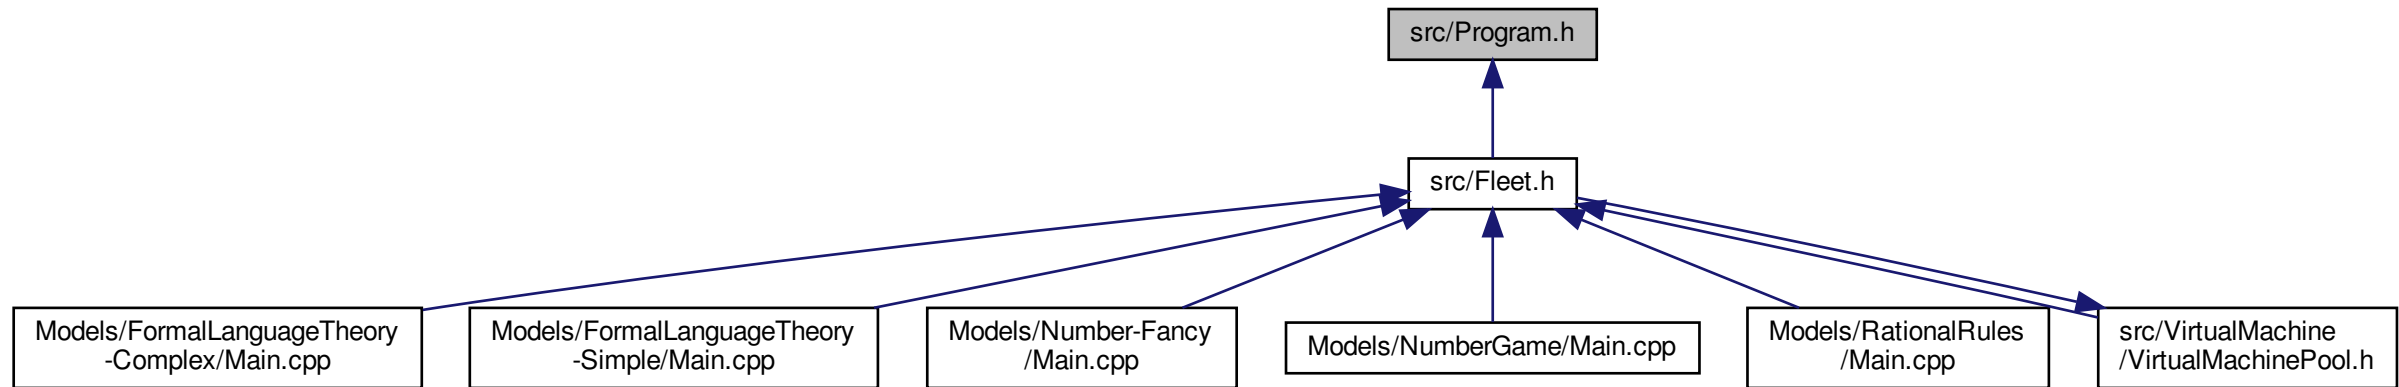 src/Program.h
src/Fleet.h
Models/FormalLanguageTheory
-Complex/Main.cpp
Models/FormalLanguageTheory
-Simple/Main.cpp
Models/Number-Fancy
/Main.cpp
Models/NumberGame/Main.cpp
Models/RationalRules
/Main.cpp
src/VirtualMachine
/VirtualMachinePool.h